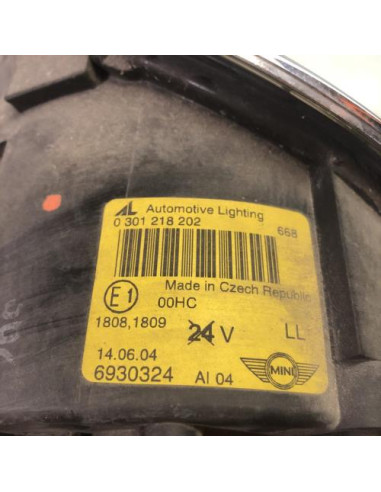 AL Automotive Lighting
0 301 218 202
668
Made in Czech Republic
E1
00HC
1808,1809
24 V
LL
14.06.04
6930324
AI 04
MINI